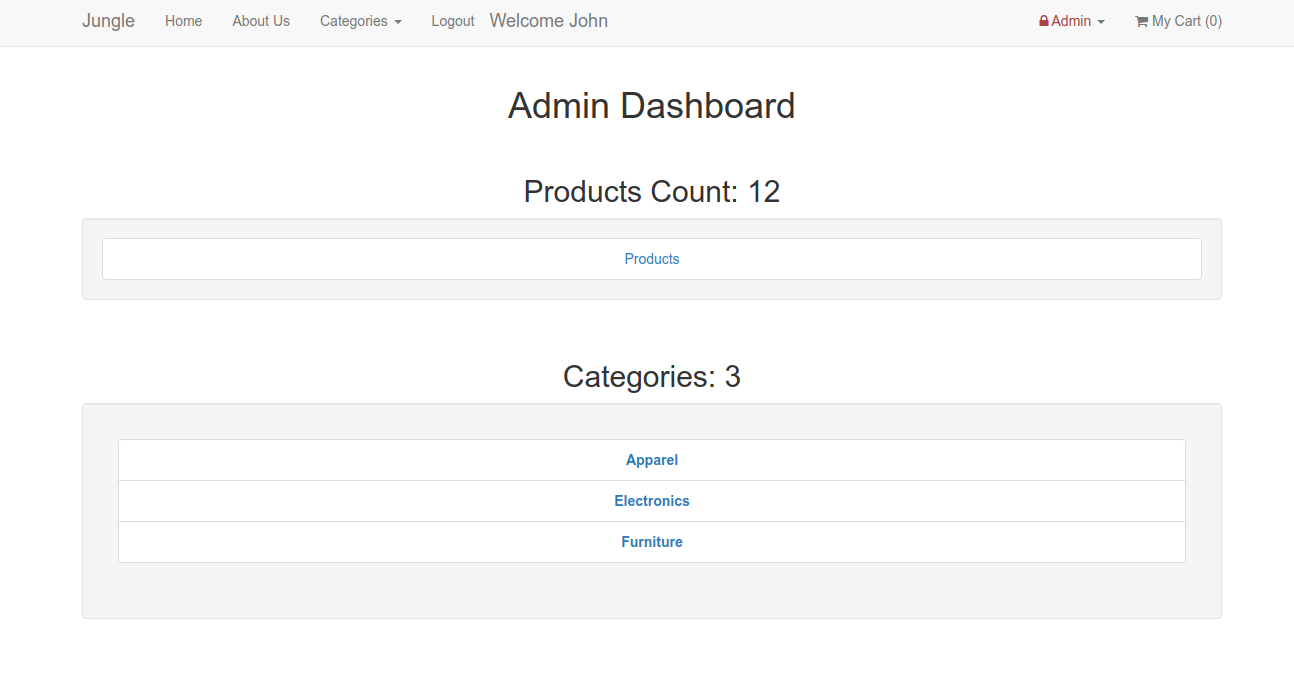 Jungle Home About Us Categories Logout Welcome John Admin My Cart (0)
Admin Dashboard
Products Count: 12
Products
Categories: 3
Apparel
Electronics
Furniture